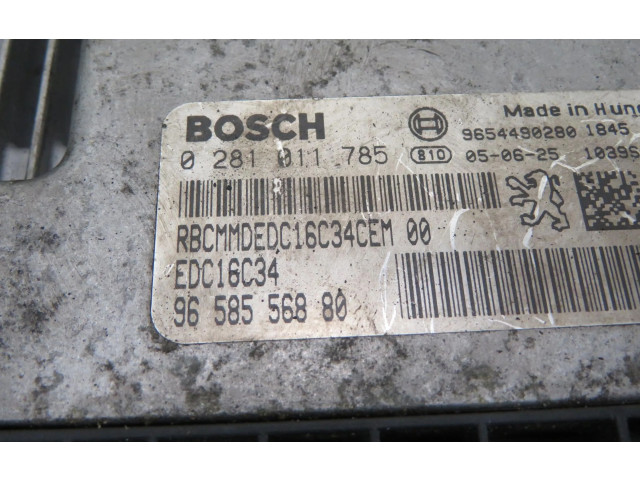 BOSCH
Made in Hung
9654490280 1845
0 281 011 785 810 05-06-25
RBCMMDEDC16C34CEM 00
EDC16C34
96 585 568 80